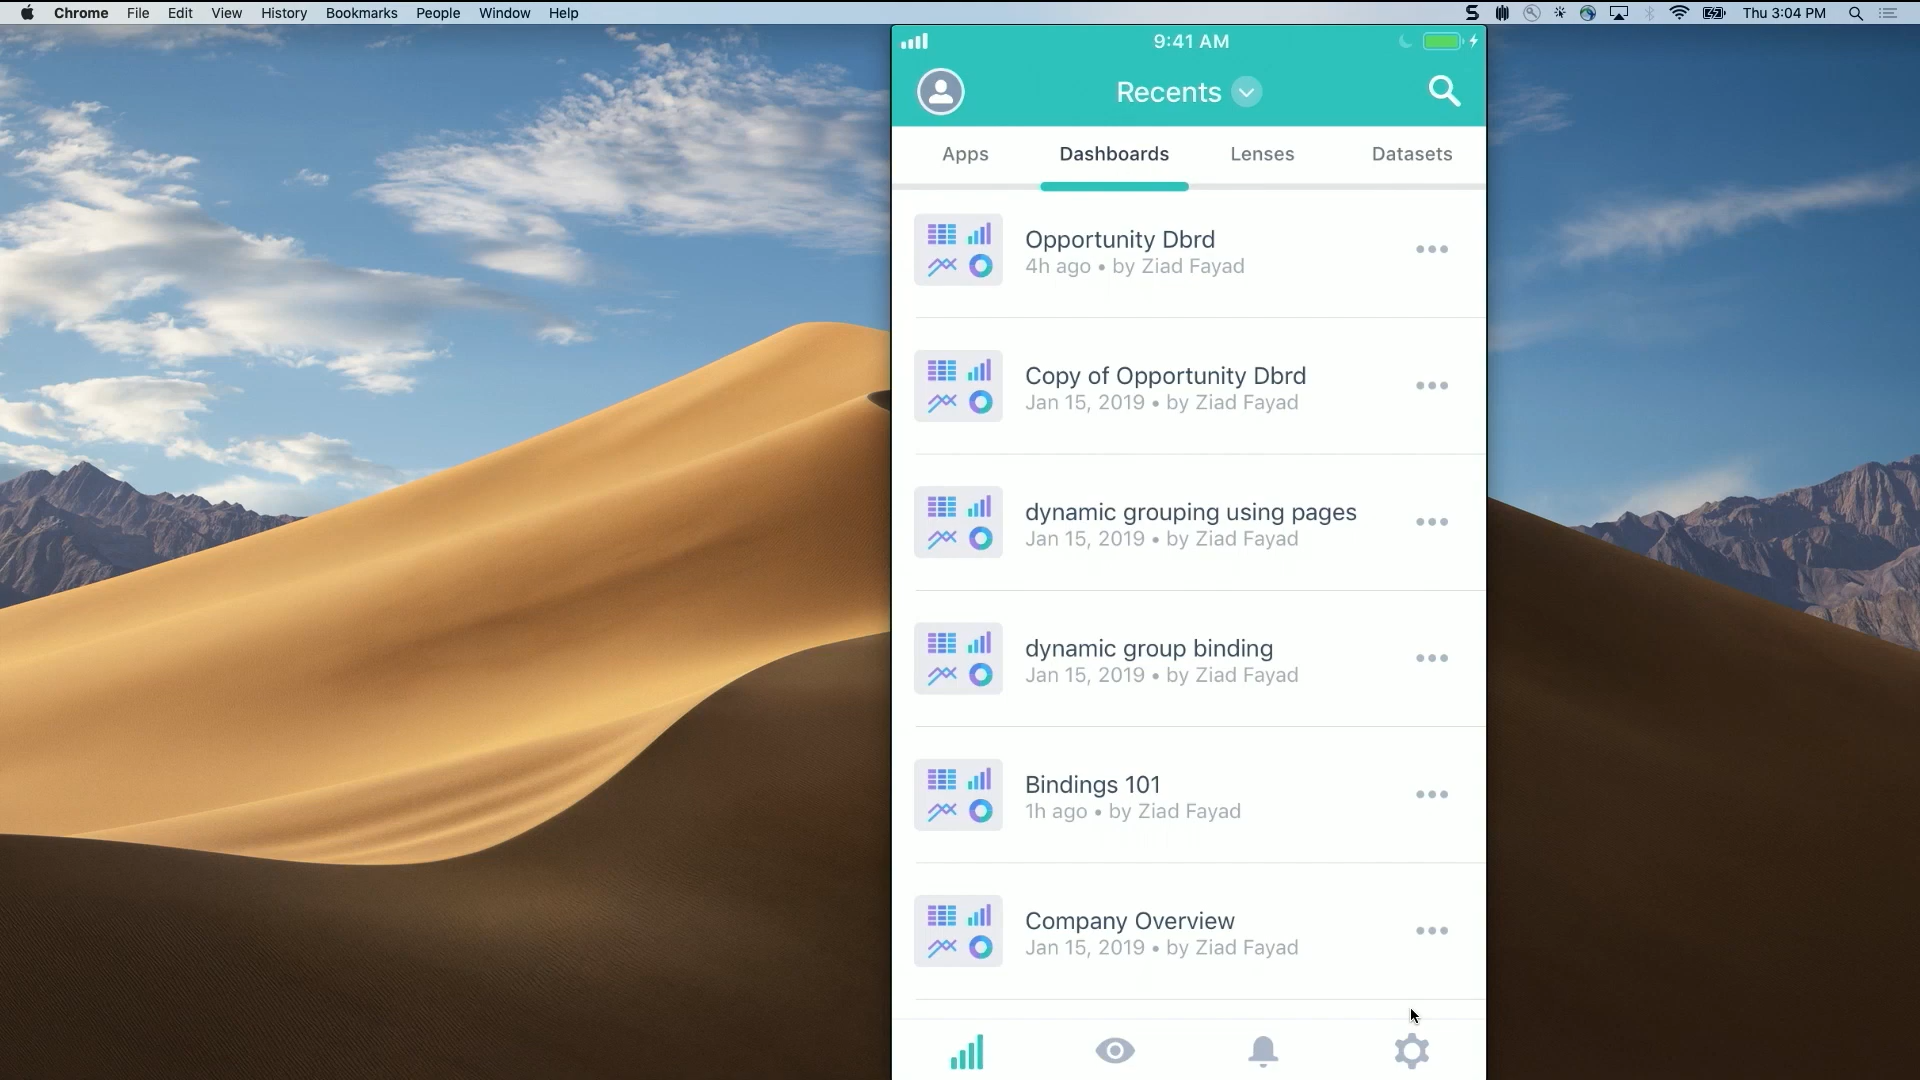 Chrome File Edit View History Bookmarks People Window Help
Thu 3:04 PM
9:41 AM
Recents
Apps Dashboards Lenses Datasets
Opportunity Dbrd
4h ago • by Ziad Fayad
Copy of Opportunity Dbrd
Jan 15, 2019 • by Ziad Fayad
dynamic grouping using pages
Jan 15, 2019 • by Ziad Fayad
dynamic group binding
Jan 15, 2019 • by Ziad Fayad
Bindings 101
1h ago • by Ziad Fayad
Company Overview
Jan 15, 2019 • by Ziad Fayad